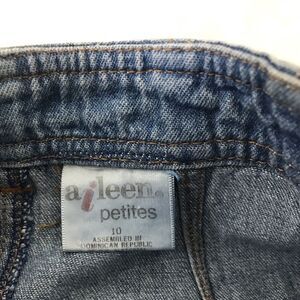 aileen
petites
10
ASSEMBLED IN
DOMINICAN REPUBLIC